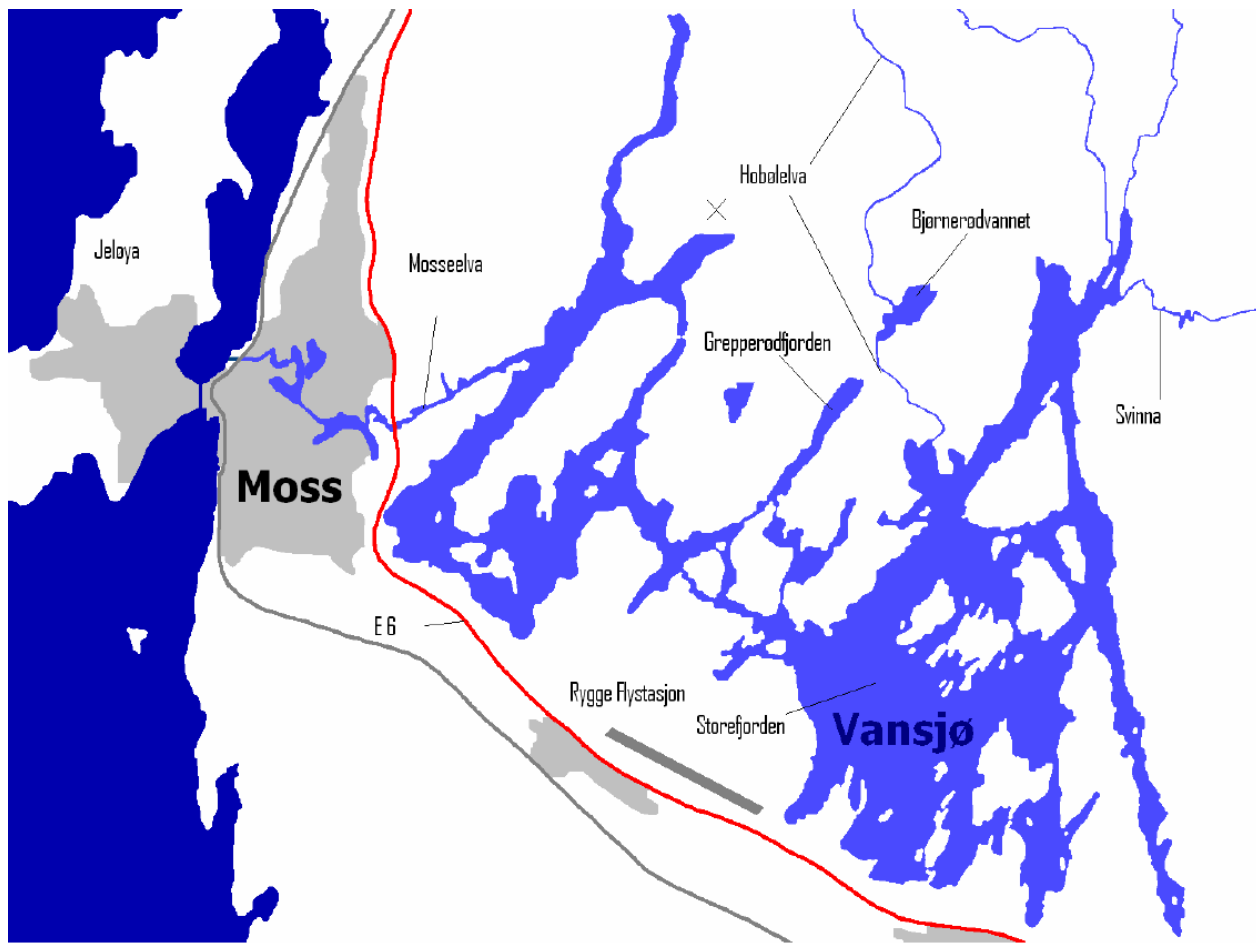 Hobølelva
Bjørnerødvannet
Jeløya
Mosseelva
Grepperødfjorden
Svinna
Moss
E 6
Rygge Flystasjon
Storefjorden
Vansjø